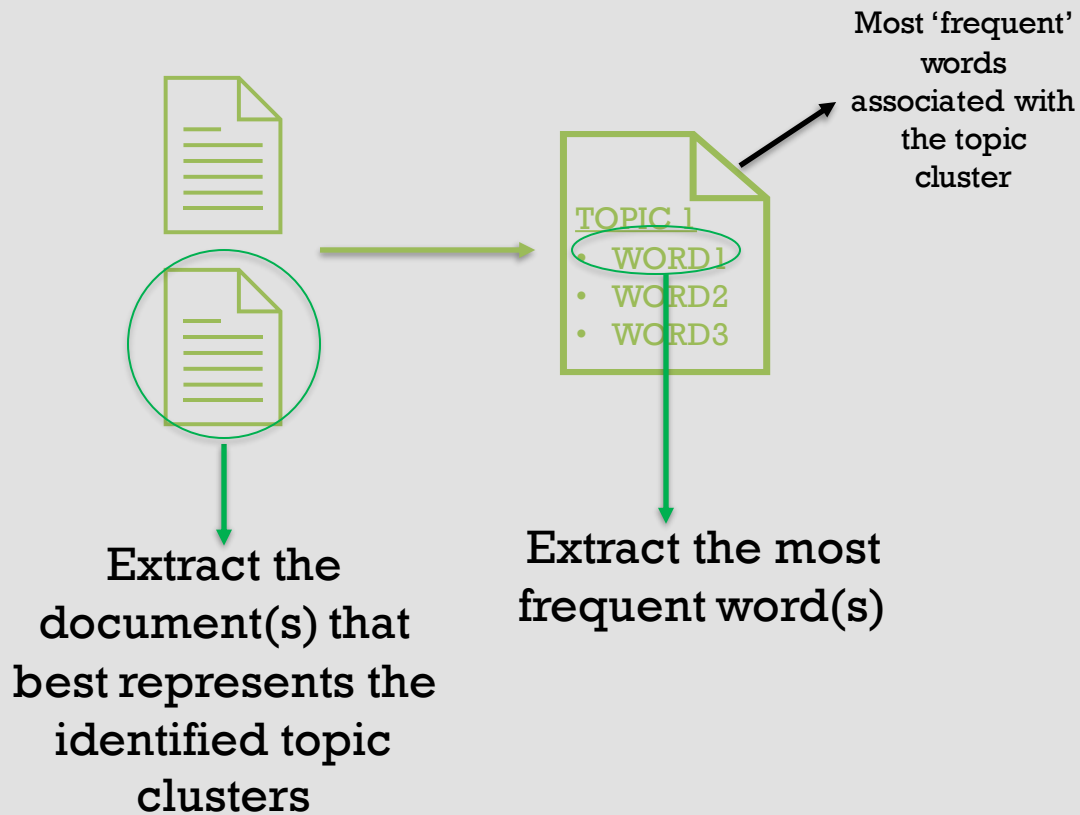 Most ‘frequent’
words
associated with
the topic
cluster
TOPIC 1
• WORD1
• WORD2
• WORD3
Extract the
document(s) that
best represents the
identified topic
clusters
Extract the most
frequent word(s)